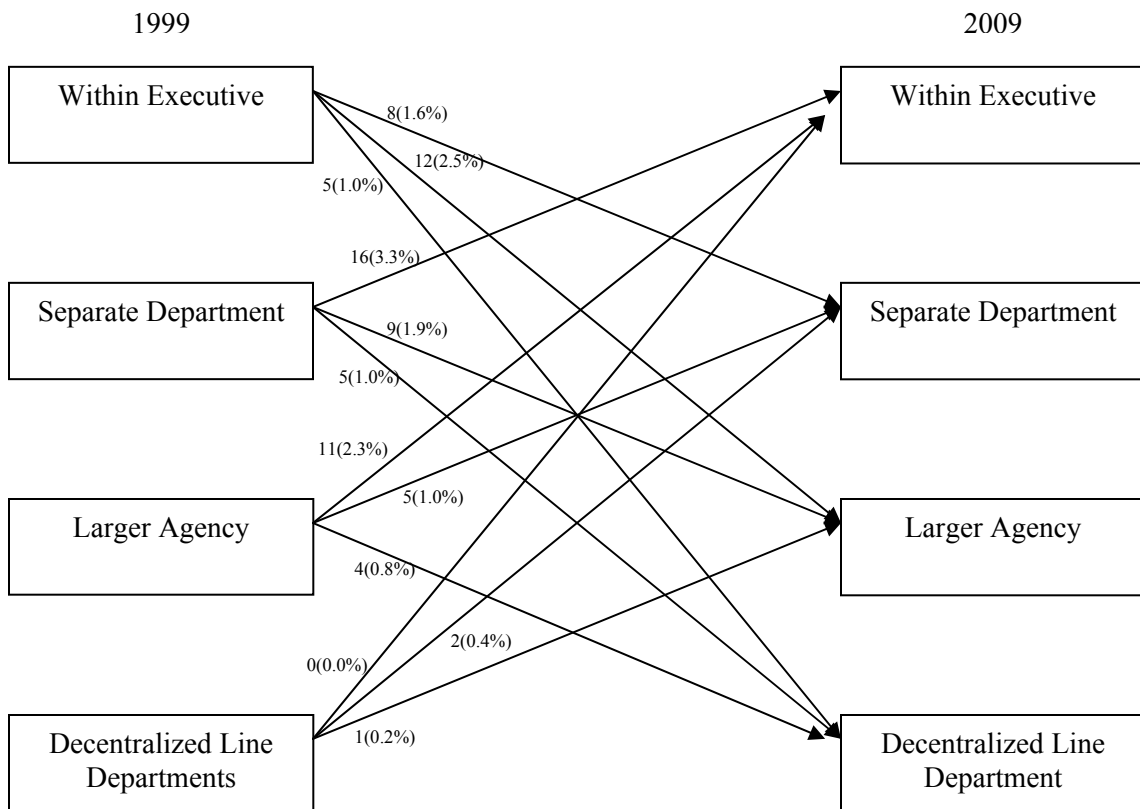 1999
2009
Within Executive
Within Executive
8(1.6%)
12(2.5%)
5(1.0%)
16(3.3%)
Separate Department
Separate Department
9(1.9%)
5(1.0%)
11(2.3%)
5(1.0%)
Larger Agency
Larger Agency
4(0.8%)
2(0.4%)
0(0.0%)
1(0.2%)
Decentralized Line
Departments
Decentralized Line
Department